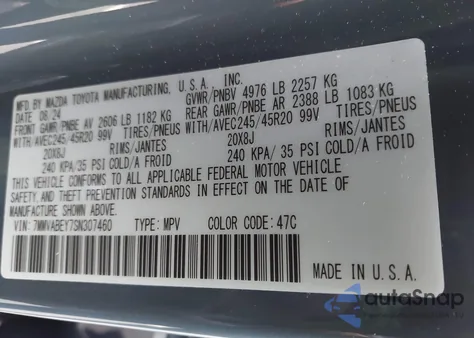 MFD BY MAZDA TOYOTA MANUFACTURING, U.S.A. INC.
DATE 06/24 GVWR/PNBV 4976 LB 2257 KG
FRONT GAWR/PNBE AV 2606 LB 1182 KG REAR GAWR/PNBE AR 2388 LB 1083 KG
WITH/AVEC245/45R20 99V TIRES/PNEUS WITH/AVEC245/45R20 99V TIRES/PNEUS
20X8J RIMS/JANTES 20X8J RIMS/JANTES
240 KPA/ 35 PSI COLD/A FROID 240 KPA/ 35 PSI COLD/A FROID
THIS VEHICLE CONFORMS TO ALL APPLICABLE FEDERAL MOTOR VEHICLE
SAFETY, AND THEFT PREVENTION STANDARDS IN EFFECT ON THE DATE OF
MANUFACTURE SHOWN ABOVE.
VIN: 7MMVABEY7SN307460 TYPE: MPV COLOR CODE: 47C
MADE IN U.S.A.
autoSnap